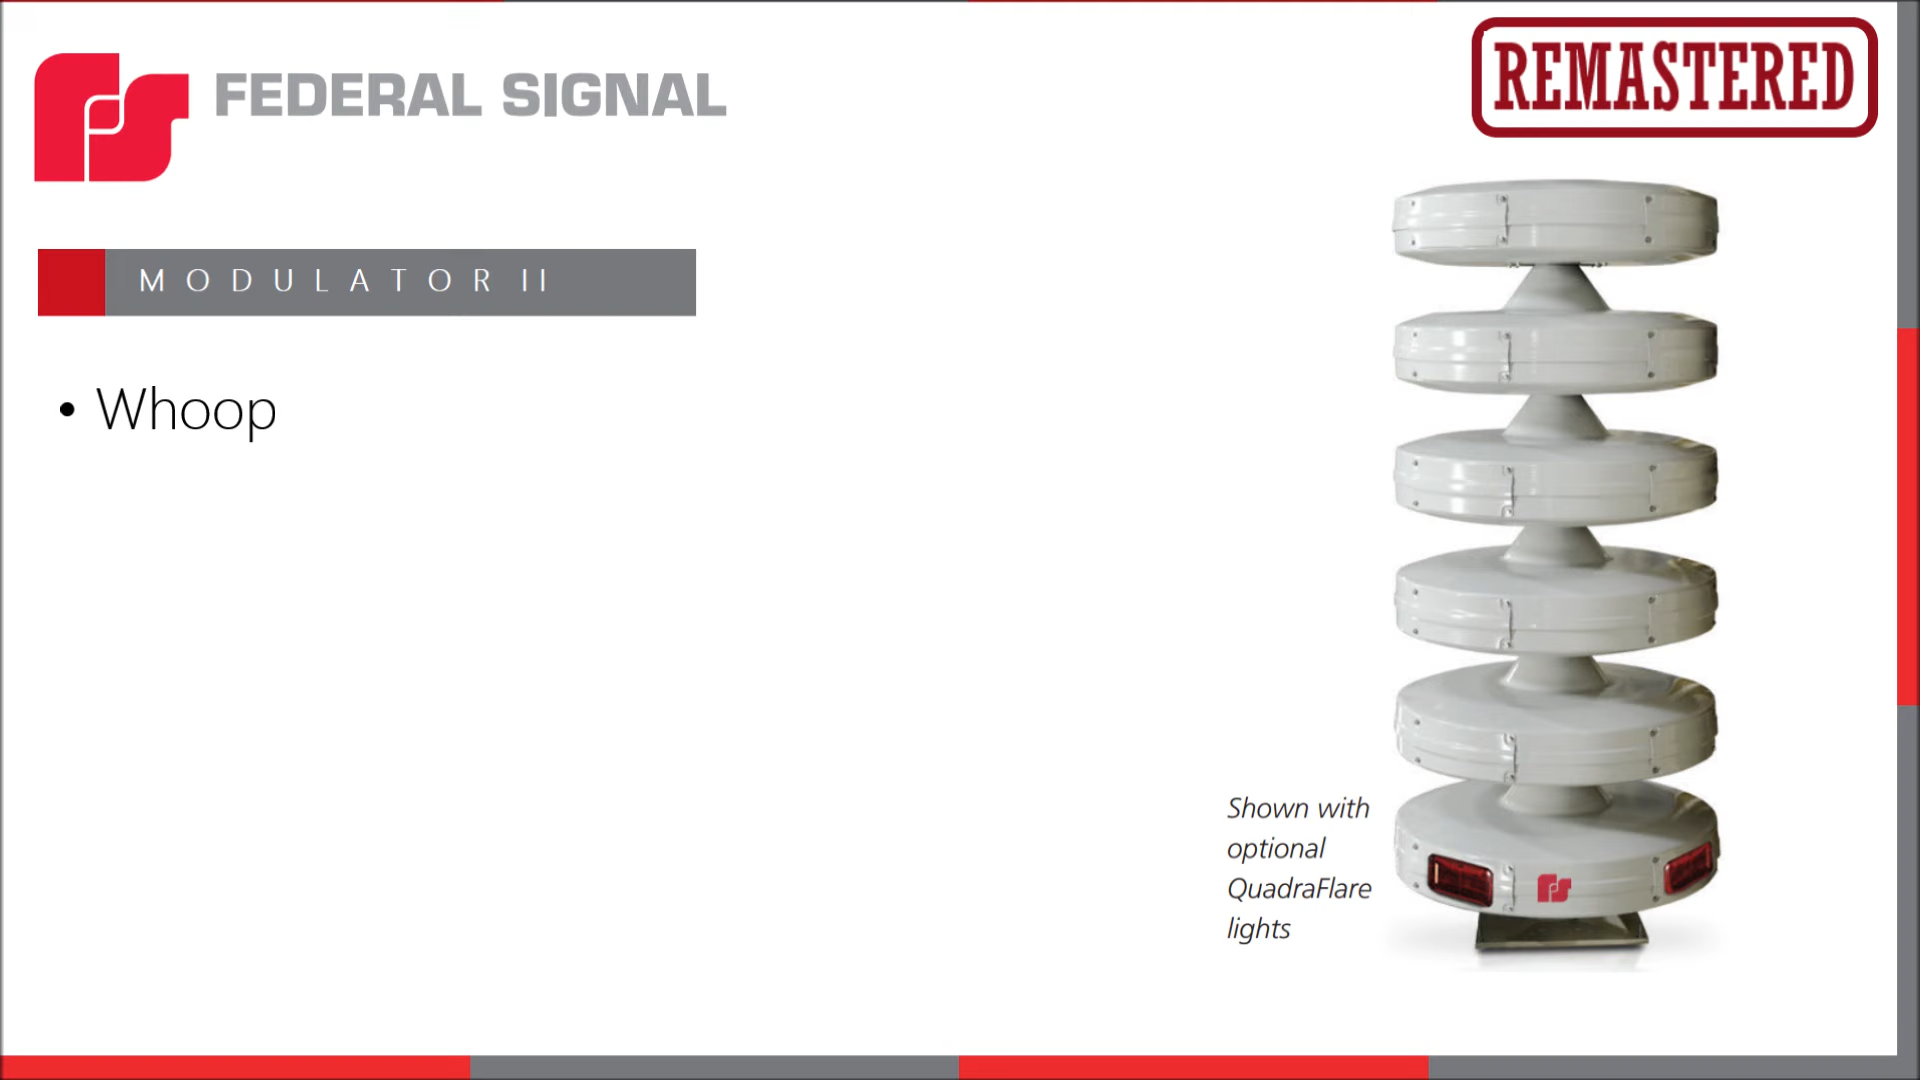 FEDERAL SIGNAL
REMASTERED
MODULATOR II
• Whoop
Shown with
optional
QuadraFlare
lights